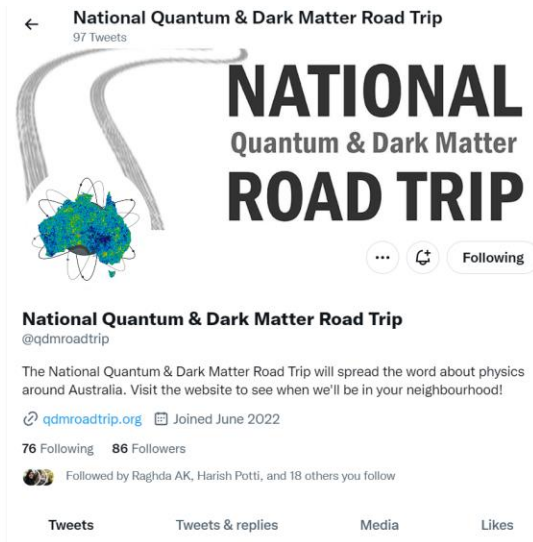 National Quantum & Dark Matter Road Trip
97 Tweets
NATIONAL
Quantum & Dark Matter
ROAD TRIP
Following
National Quantum & Dark Matter Road Trip
@qdmroadtrip
The National Quantum & Dark Matter Road Trip will spread the word about physics
around Australia. Visit the website to see when we'll be in your neighbourhood!
qdmroadtrip.org Joined June 2022
76 Following 86 Followers
Followed by Raghda AK, Harish Potti, and 18 others you follow
Tweets Tweets & replies Media Likes